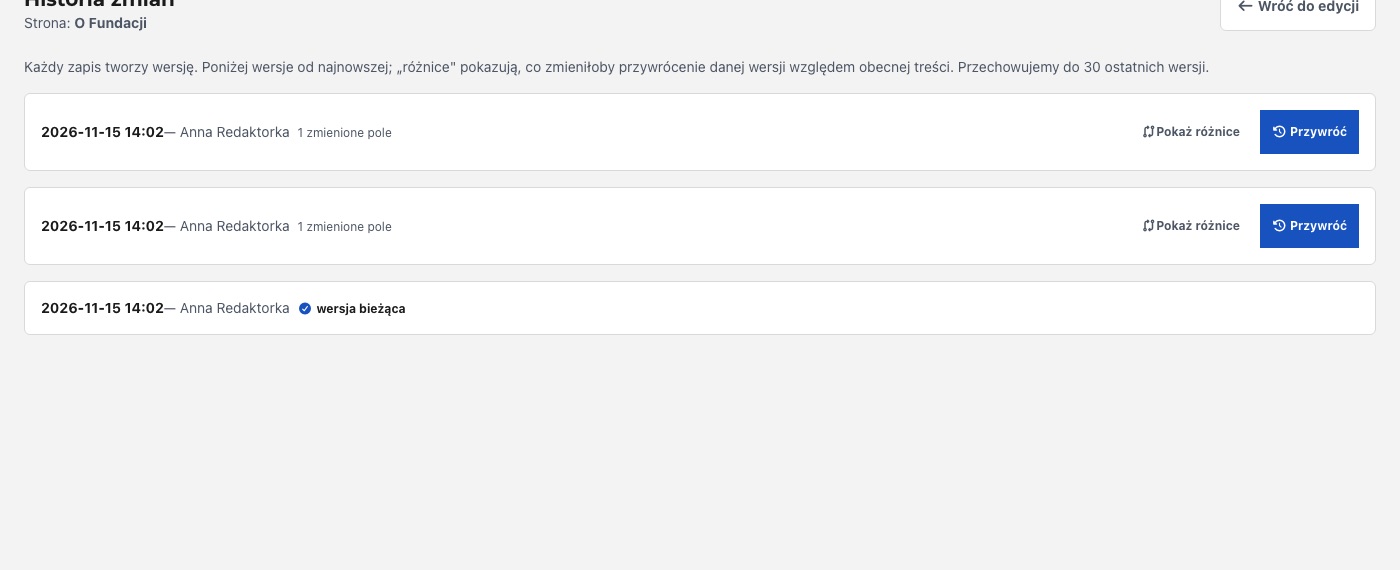 Historia zmian
Strona: O Fundacji
← Wróć do edycji
Każdy zapis tworzy wersję. Poniżej wersje od najnowszej; „różnice" pokazują, co zmieniłoby przywrócenie danej wersji względem obecnej treści. Przechowujemy do 30 ostatnich wersji.
2026-11-15 14:02— Anna Redaktorka 1 zmienione pole Pokaż różnice Przywróć
2026-11-15 14:02— Anna Redaktorka 1 zmienione pole Pokaż różnice Przywróć
2026-11-15 14:02— Anna Redaktorka wersja bieżąca